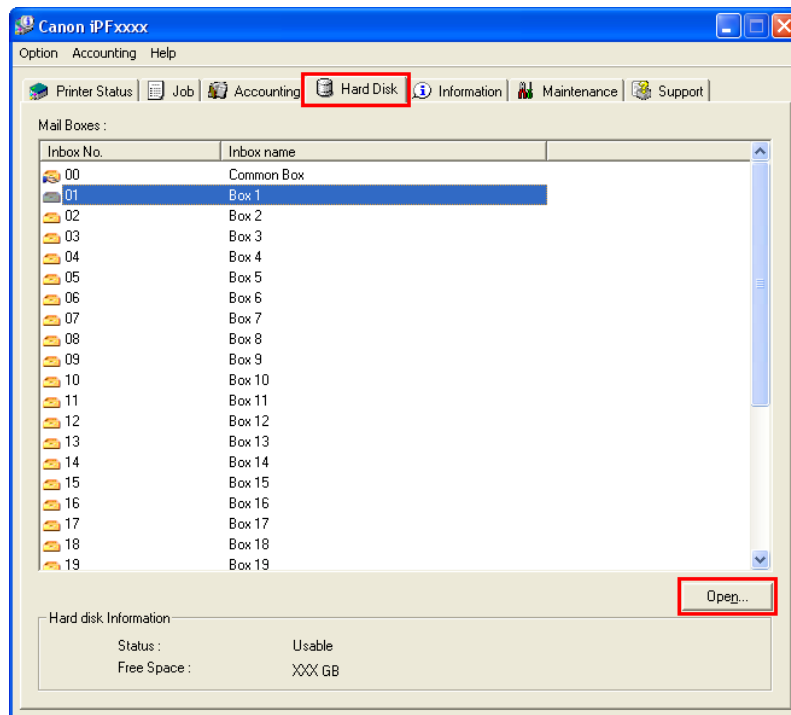 Canon iPFxxxx
Option Accounting Help
Printer Status Job Accounting Hard Disk Information Maintenance Support
Mail Boxes :
Inbox No. Inbox name
00 Common Box
01 Box 1
02 Box 2
03 Box 3
04 Box 4
05 Box 5
06 Box 6
07 Box 7
08 Box 8
09 Box 9
10 Box 10
11 Box 11
12 Box 12
13 Box 13
14 Box 14
15 Box 15
16 Box 16
17 Box 17
18 Box 18
19 Box 19
Open...
Hard disk Information
Status : Usable
Free Space : XXX GB